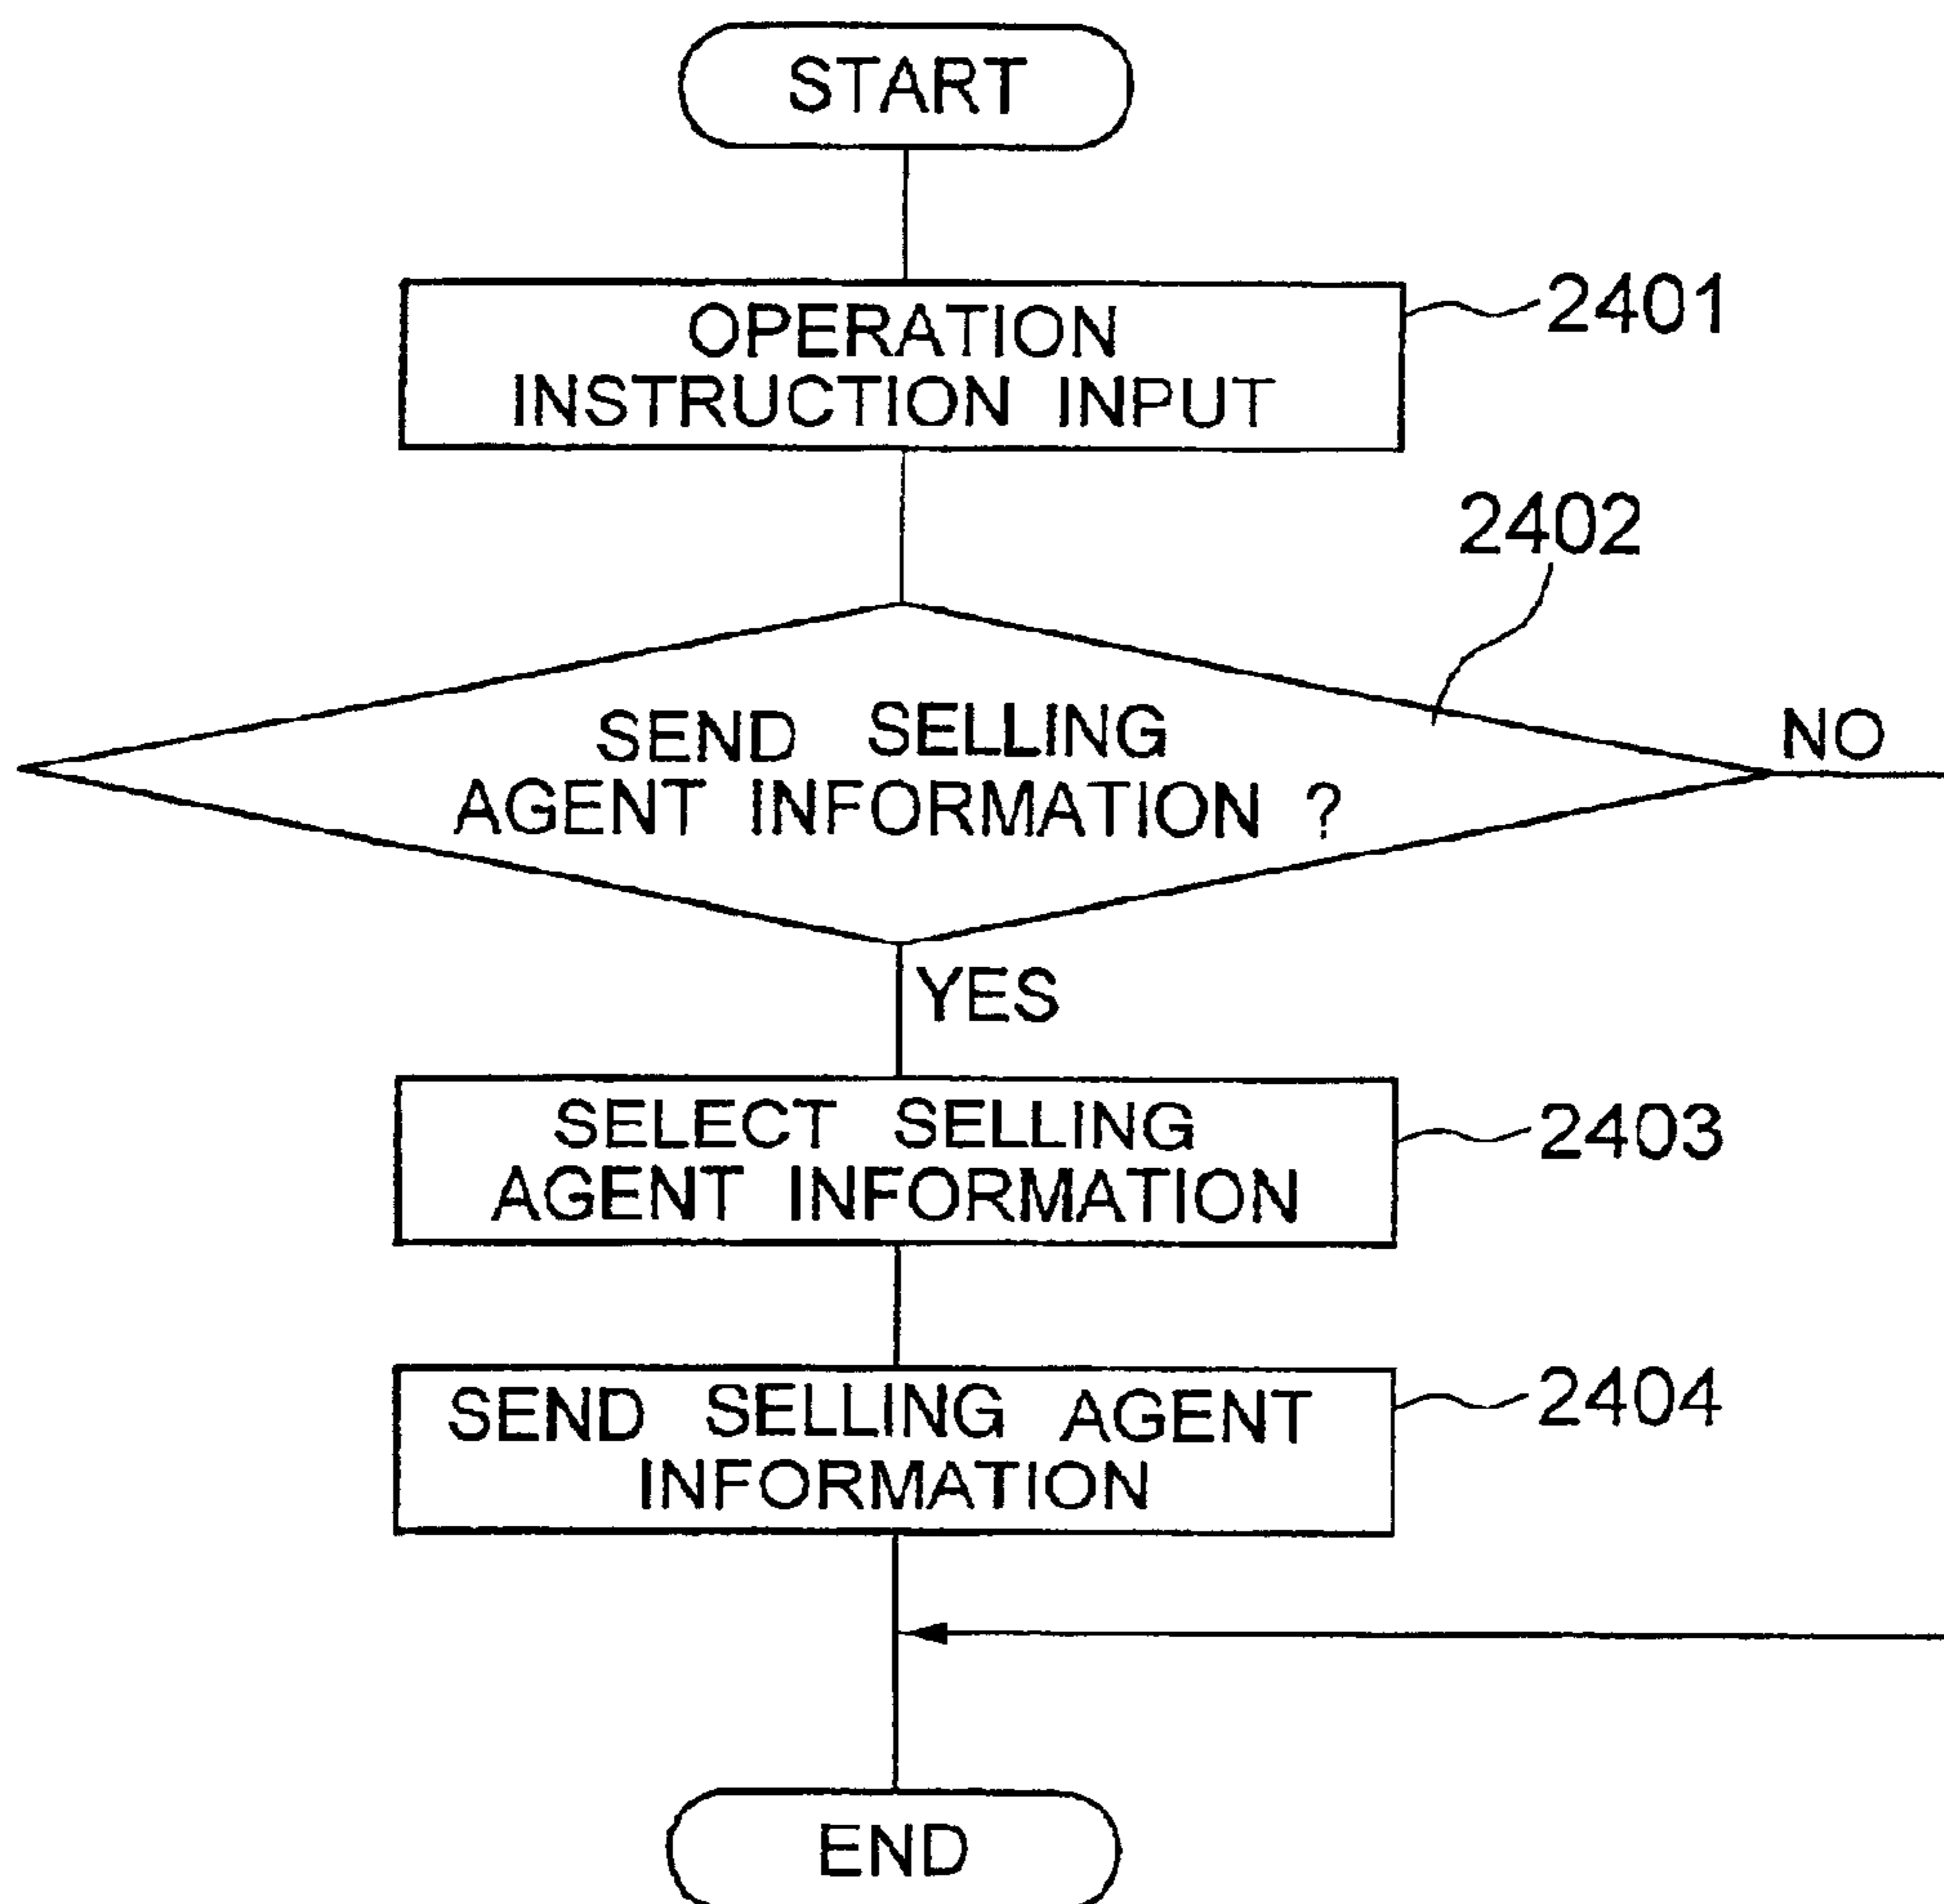 START
OPERATION
INSTRUCTION INPUT
2401
2402
SEND SELLING
AGENT INFORMATION ?
NO
YES
SELECT SELLING
AGENT INFORMATION
2403
SEND SELLING AGENT
INFORMATION
2404
END